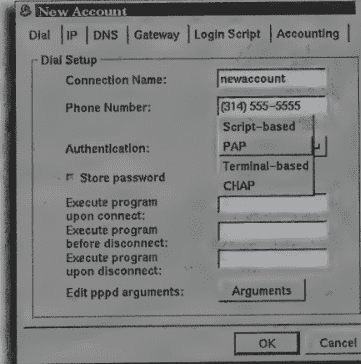 New Account
Dial IP DNS Gateway Login Script Accounting
Dial Setup
Connection Name: newaccount
Phone Number: (314) 555-5555
Script-based
Authentication: PAP
Terminal-based
Store password
CHAP
Execute program
upon connect:
Execute program
before disconnect:
Execute program
upon disconnect:
Edit pppd arguments: Arguments
OK Cancel